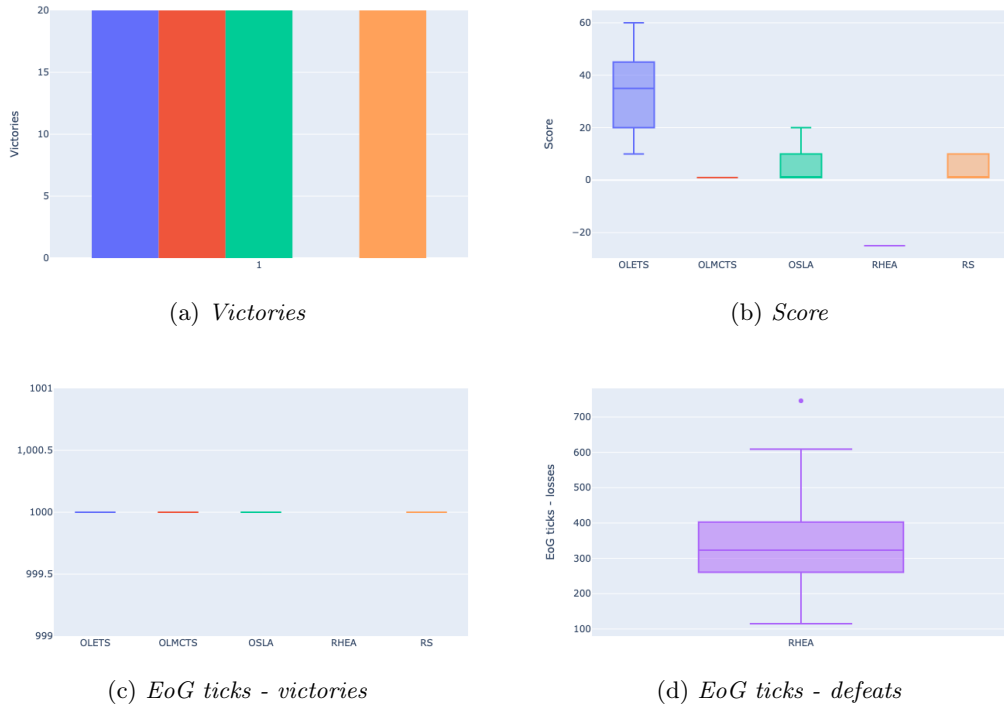 20
15
10
5
0
Victories
1
(a) Victories
60
40
20
0
−20
Score
OLETS OLMCTS OSLA RHEA RS
(b) Score
1001
1,000.5
1000
999.5
999
OLETS OLMCTS OSLA RHEA RS
(c) EoG ticks - victories
700
600
500
400
300
200
100
EoG ticks - losses
RHEA
(d) EoG ticks - defeats